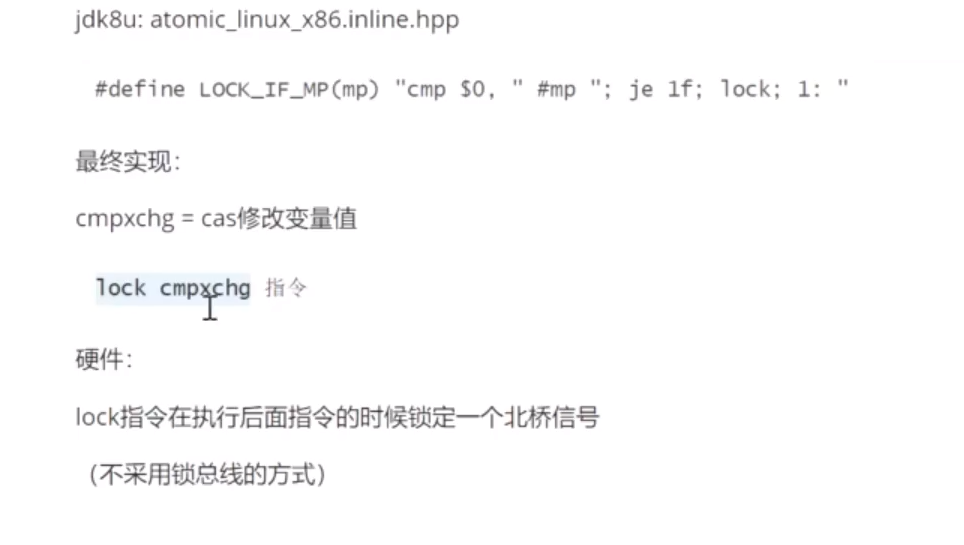 jdk8u: atomic_linux_x86.inline.hpp
#define LOCK_IF_MP(mp) "cmp $0, " #mp "; je 1f; lock; 1: "
最终实现：
cmpxchg = cas修改变量值
lock cmpxchg 指令
硬件：
lock指令在执行后面指令的时候锁定一个北桥信号
（不采用锁总线的方式）